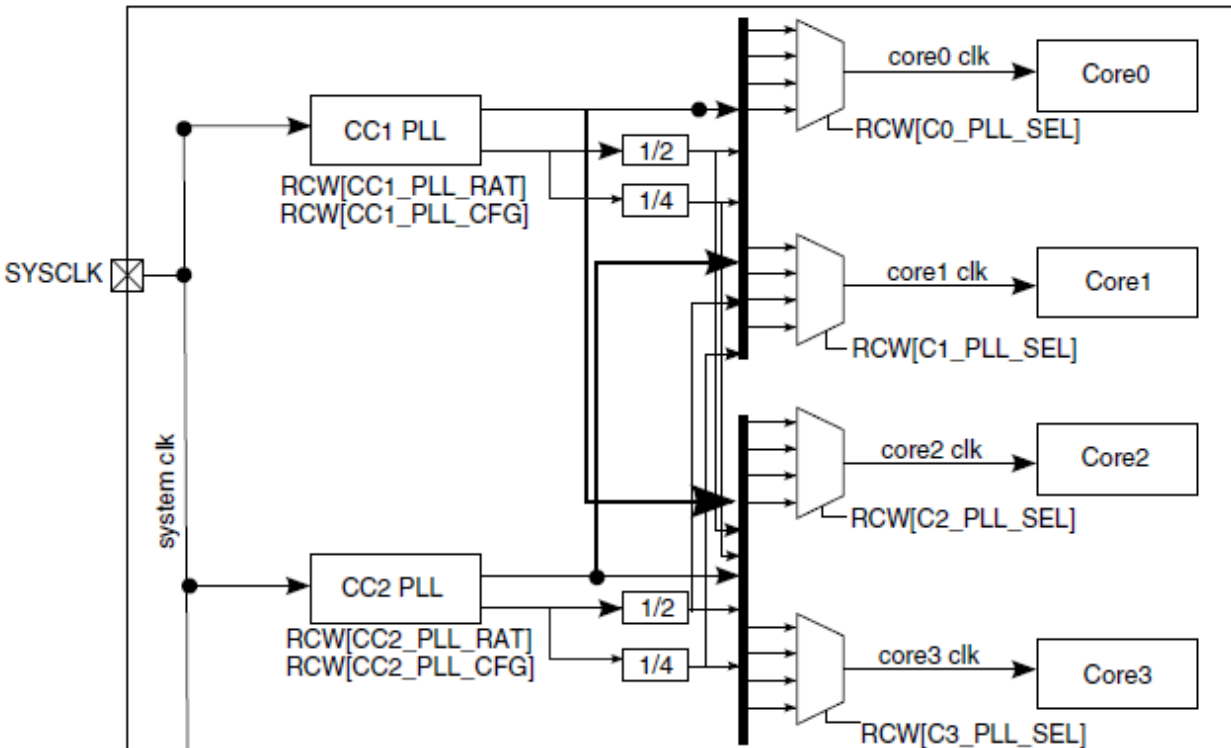 core0 clk
Core0
CC1 PLL
RCW[C0_PLL_SEL]
1/2
RCW[CC1_PLL_RAT]
1/4
RCW[CC1_PLL_CFG]
SYSCLK
core1 clk
Core1
RCW[C1_PLL_SEL]
system clk
core2 clk
Core2
RCW[C2_PLL_SEL]
CC2 PLL
1/2
RCW[CC2_PLL_RAT]
1/4
RCW[CC2_PLL_CFG]
core3 clk
Core3
RCW[C3_PLL_SEL]